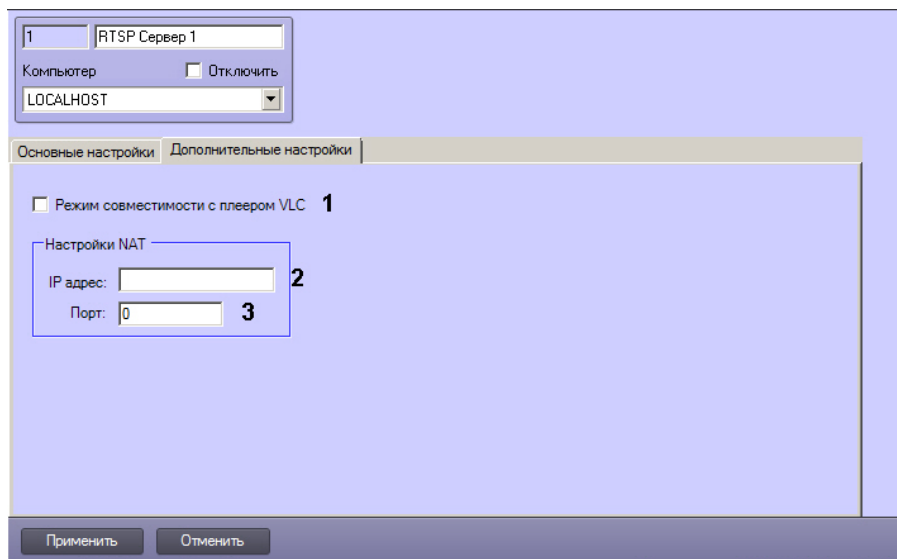 1 RTSP Сервер 1
Компьютер Отключить
LOCALHOST
Основные настройки Дополнительные настройки
Режим совместимости с плеером VLC 1
Настройки NAT
IP адрес: 2
Порт: 0 3
Применить Отменить